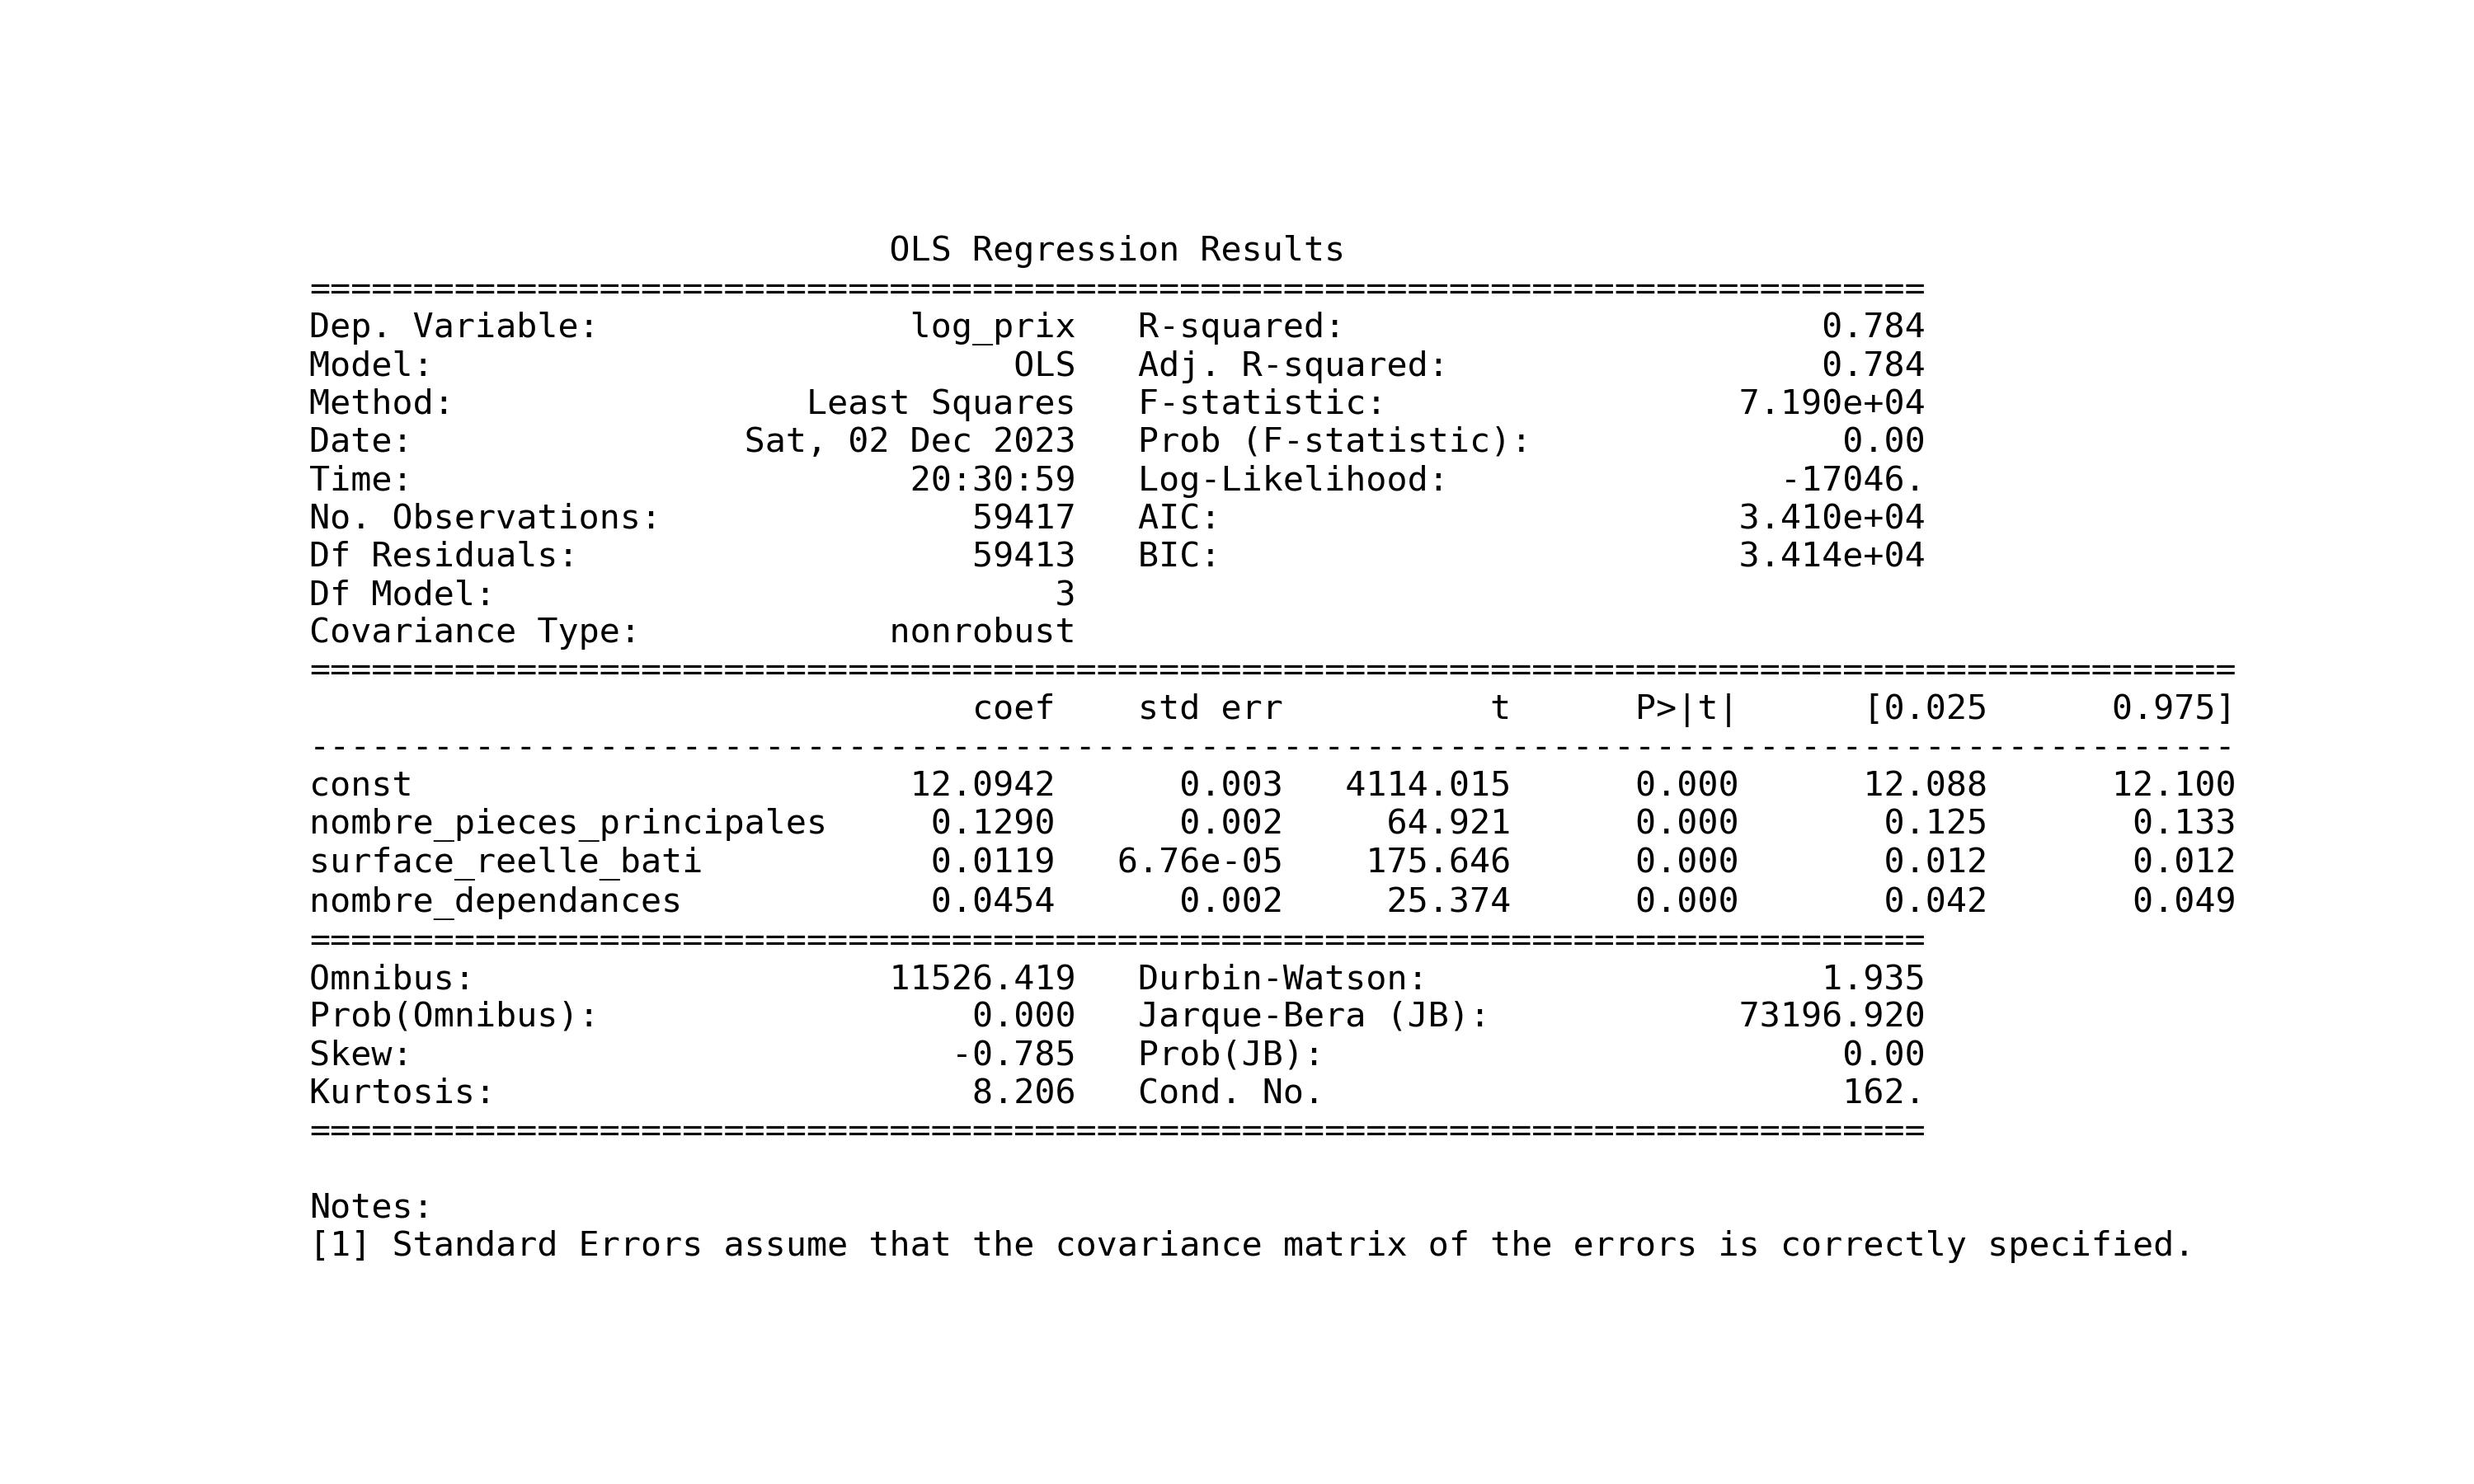 OLS Regression Results
==============================================================================
Dep. Variable:               log_prix   R-squared:                       0.784
Model:                            OLS   Adj. R-squared:                  0.784
Method:                 Least Squares   F-statistic:                 7.190e+04
Date:                Sat, 02 Dec 2023   Prob (F-statistic):               0.00
Time:                        20:30:59   Log-Likelihood:                -17046.
No. Observations:               59417   AIC:                         3.410e+04
Df Residuals:                   59413   BIC:                         3.414e+04
Df Model:                           3
Covariance Type:            nonrobust
=============================================================================================
                                coef    std err          t      P>|t|      [0.025      0.975]
---------------------------------------------------------------------------------------------
const                        12.0942      0.003   4114.015      0.000      12.088      12.100
nombre_pieces_principales     0.1290      0.002     64.921      0.000       0.125       0.133
surface_reelle_bati           0.0119   6.76e-05    175.646      0.000       0.012       0.012
nombre_dependances            0.0454      0.002     25.374      0.000       0.042       0.049
==============================================================================
Omnibus:                    11526.419   Durbin-Watson:                   1.935
Prob(Omnibus):                  0.000   Jarque-Bera (JB):            73196.920
Skew:                          -0.785   Prob(JB):                         0.00
Kurtosis:                       8.206   Cond. No.                         162.
==============================================================================
Notes:
[1] Standard Errors assume that the covariance matrix of the errors is correctly specified.